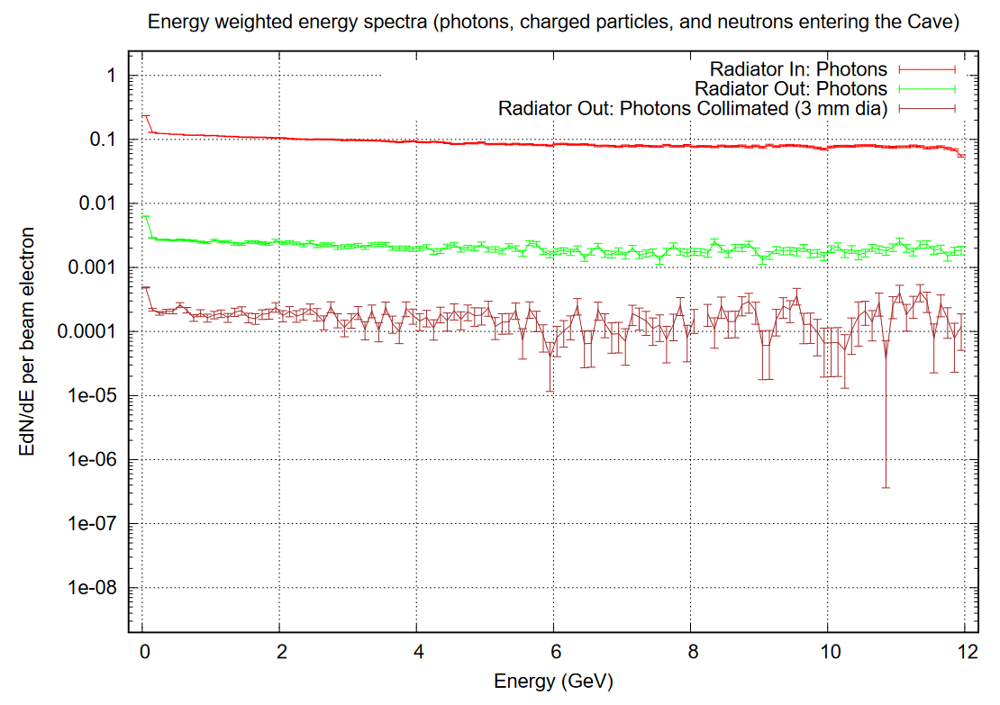 Energy weighted energy spectra (photons, charged particles, and neutrons entering the Cave)
Radiator In: Photons
Radiator Out: Photons
Radiator Out: Photons Collimated (3 mm dia)
EdN/dE per beam electron
1
0.1
0.01
0.001
0.0001
1e-05
1e-06
1e-07
1e-08
0 2 4 6 8 10 12
Energy (GeV)